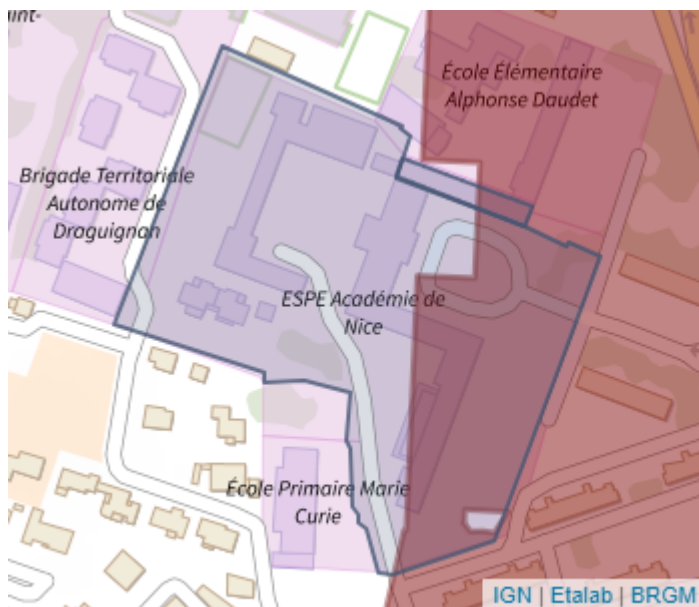 int-
École Élémentaire
Alphonse Daudet
Brigade Territoriale
Autonome de
Draguignan
ESPE Académie de
Nice
École Primaire Marie
Curie
IGN | Etalab | BRGM